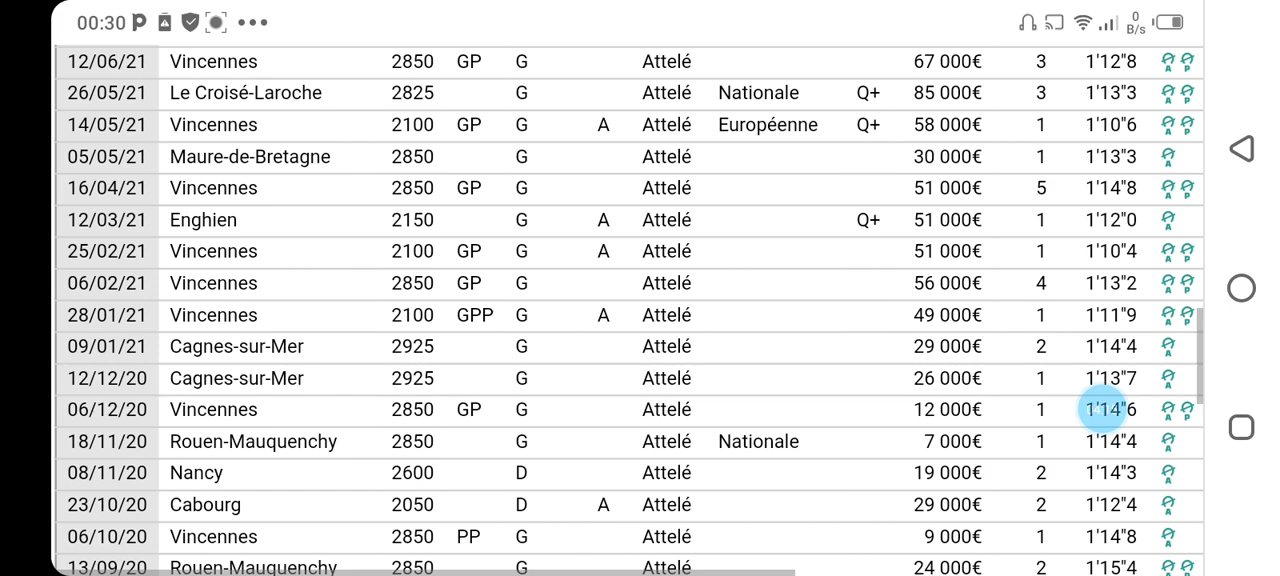 00:30
0 B/s
12/06/21 Vincennes 2850 GP G Attelé 67 000€ 3 1'12"8 A P
26/05/21 Le Croisé-Laroche 2825 G Attelé Nationale Q+ 85 000€ 3 1'13"3 A P
14/05/21 Vincennes 2100 GP G A Attelé Européenne Q+ 58 000€ 1 1'10"6 A P
05/05/21 Maure-de-Bretagne 2850 G Attelé 30 000€ 1 1'13"3 A
16/04/21 Vincennes 2850 GP G Attelé 51 000€ 5 1'14"8 A P
12/03/21 Enghien 2150 G A Attelé Q+ 51 000€ 1 1'12"0 A
25/02/21 Vincennes 2100 GP G A Attelé 51 000€ 1 1'10"4 A P
06/02/21 Vincennes 2850 GP G Attelé 56 000€ 4 1'13"2 A P
28/01/21 Vincennes 2100 GPP G A Attelé 49 000€ 1 1'11"9 A P
09/01/21 Cagnes-sur-Mer 2925 G Attelé 29 000€ 2 1'14"4 A
12/12/20 Cagnes-sur-Mer 2925 G Attelé 26 000€ 1 1'13"7 A
06/12/20 Vincennes 2850 GP G Attelé 12 000€ 1 1'14"6 A P
18/11/20 Rouen-Mauquenchy 2850 G Attelé Nationale 7 000€ 1 1'14"4 A
08/11/20 Nancy 2600 D Attelé 19 000€ 2 1'14"3 A
23/10/20 Cabourg 2050 D A Attelé 29 000€ 2 1'12"4 A
06/10/20 Vincennes 2850 PP G Attelé 9 000€ 1 1'14"8 A
13/09/20 Rouen-Mauquenchy 2850 G Attelé 24 000€ 2 1'15"4 A P